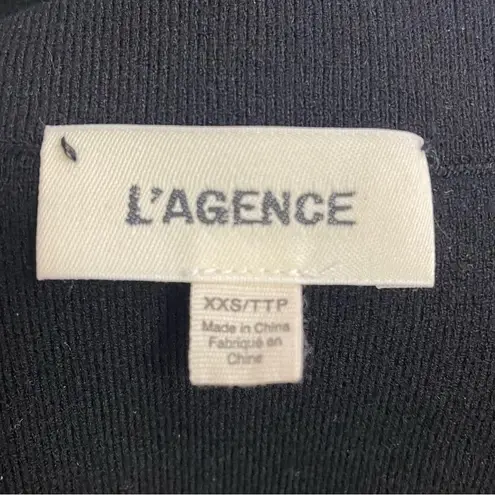 L'AGENCE
XXS/TTP
Made in China
Fabriqué en
Chine